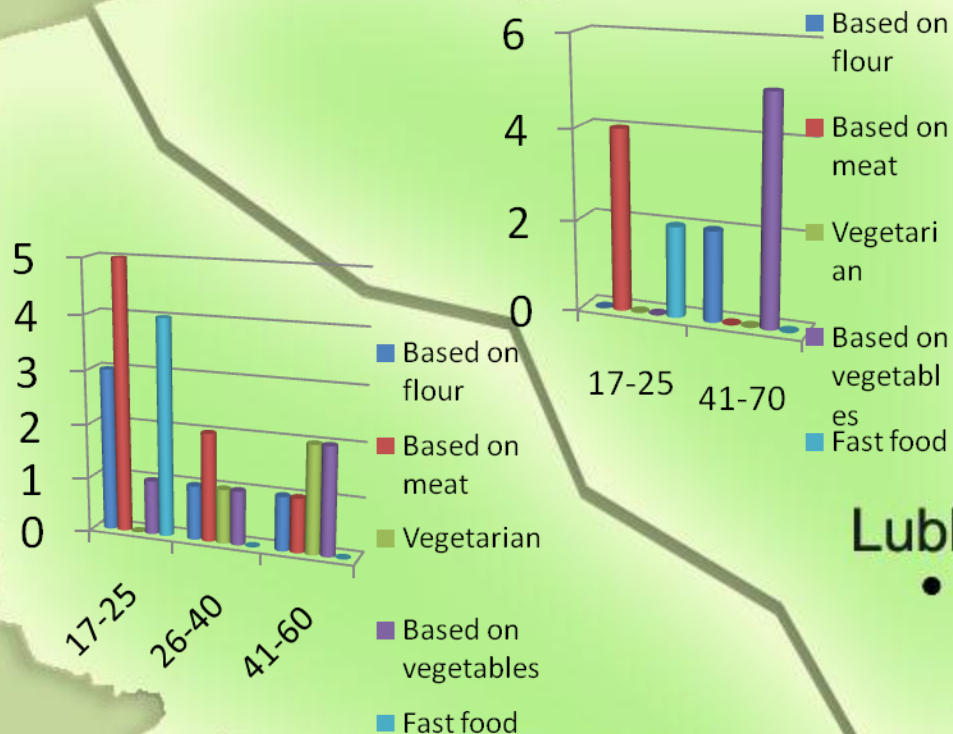 6
4
2
0
17-25
41-70
Based on
flour
Based on
meat
Vegetari
an
Based on
vegetabl
es
Fast food
5
4
3
2
1
0
17-25
26-40
41-60
Based on
flour
Based on
meat
Vegetarian
Based on
vegetables
Fast food